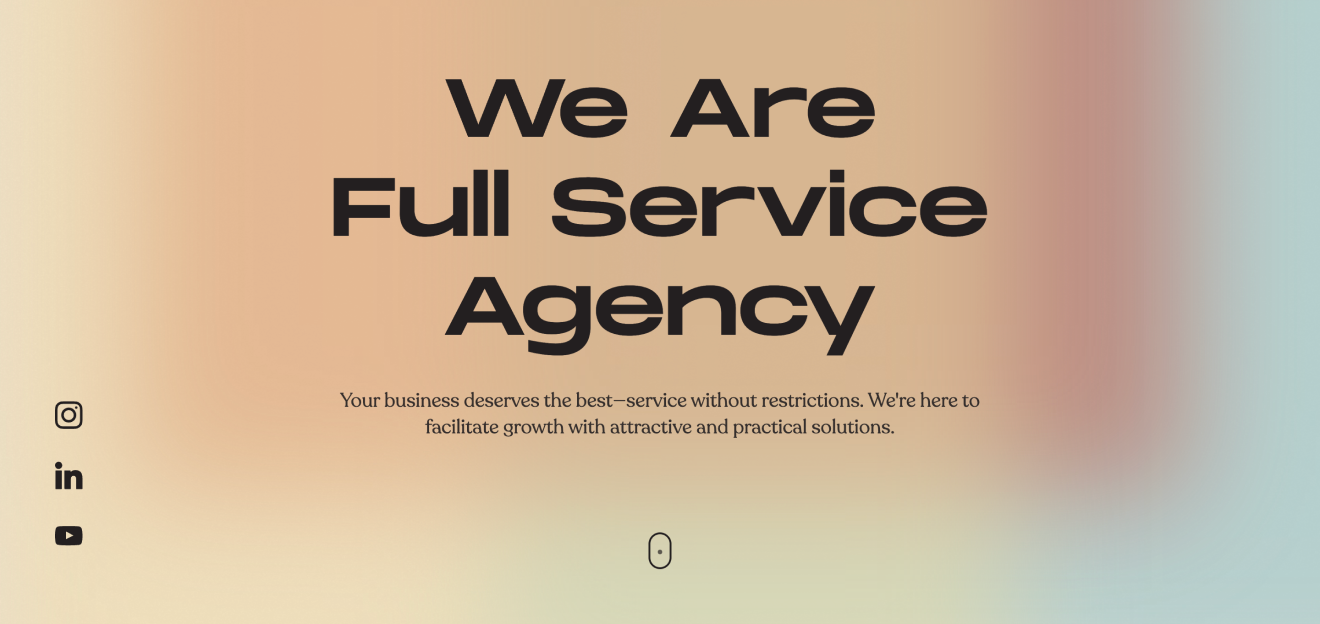 We Are
Full Service
Agency
Your business deserves the best—service without restrictions. We're here to
facilitate growth with attractive and practical solutions.
in